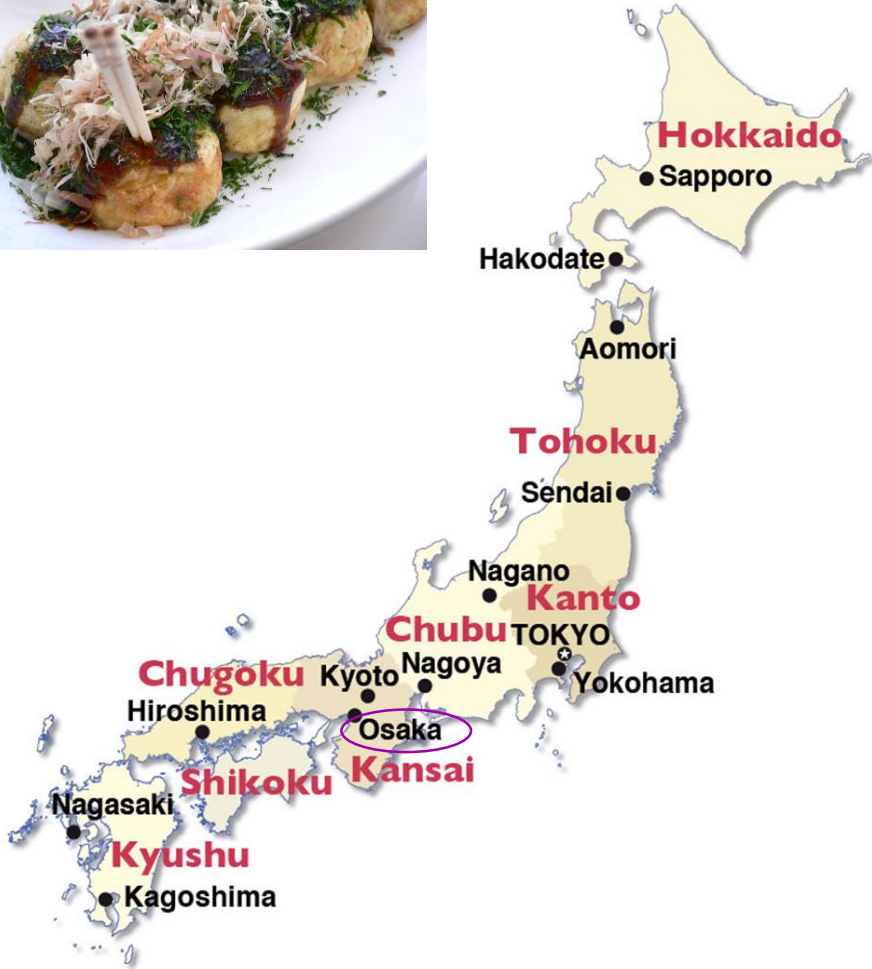 Hokkaido
Sapporo
Hakodate
Aomori
Tohoku
Sendai
Nagano
Kanto
Chubu
TOKYO
Nagoya
Kyoto
Chugoku
Yokohama
Hiroshima
Osaka
Kansai
Shikoku
Nagasaki
Kyushu
Kagoshima